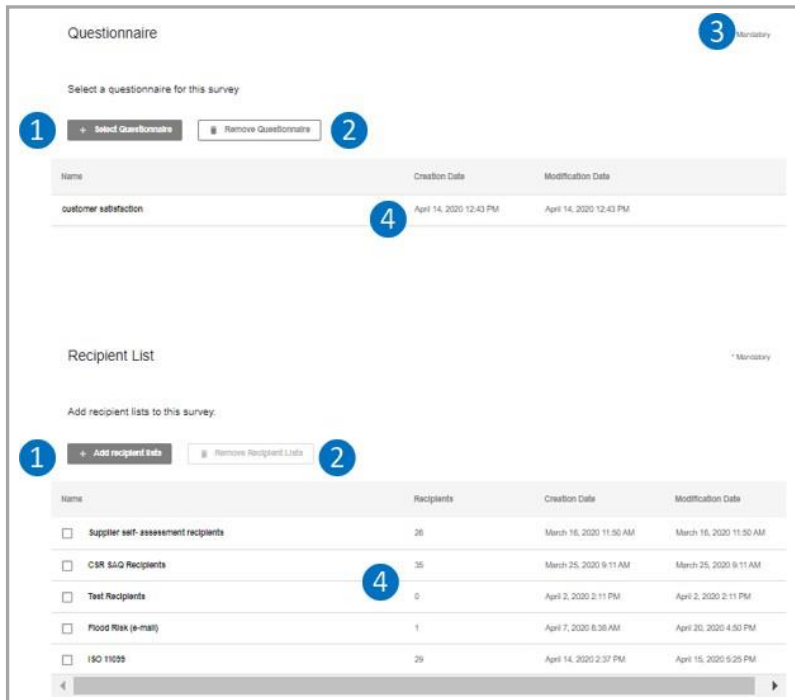 Questionnaire
3 Mandatory
Select a questionnaire for this survey
1 + Select Questionnaire Remove Questionnaire 2
Name Creation Date Modification Date
customer satisfaction 4 April 14, 2020 12:43 PM April 14, 2020 12:43 PM
Recipient List * Mandatory
Add recipient lists to this survey.
1 + Add recipient lists Remove Recipient Lists 2
Name Recipients Creation Date Modification Date
Supplier self- assessment recipients 26 March 16, 2020 11:50 AM March 16, 2020 11:50 AM
CSR SAQ Recipients 35 March 25, 2020 9:11 AM March 25, 2020 9:11 AM
4
Test Recipients 0 April 2, 2020 2:11 PM April 2, 2020 2:11 PM
Flood Risk (e-mail) 1 April 7, 2020 8:38 AM April 20, 2020 4:50 PM
ISO 29 April 14, 2020 2:37 PM April 15, 2020 5:25 PM